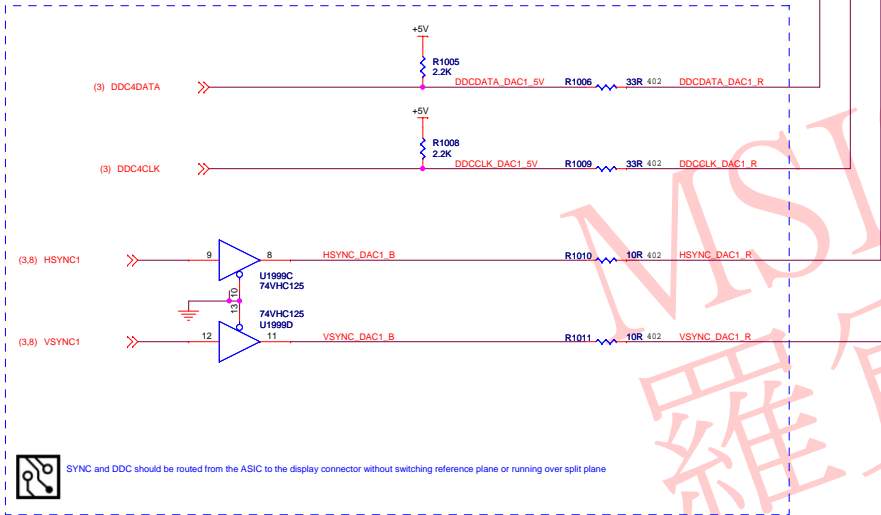 +5V
R1005
2.2K
(3) DDC4DATA
DDCDATA_DAC1_5V
R1006
33R 402
DDCDATA_DAC1_R
+5V
R1008
2.2K
(3) DDC4CLK
DDCCLK_DAC1_5V
R1009
33R 402
DDCCLK_DAC1_R
(3,8) HSYNC1
9
8
HSYNC_DAC1_B
R1010
10R 402
HSYNC_DAC1_R
U1999C
74VHC125
10
13
74VHC125
U1999D
(3,8) VSYNC1
12
11
VSYNC_DAC1_B
R1011
10R 402
VSYNC_DAC1_R
SYNC and DDC should be routed from the ASIC to the display connector without switching reference plane or running over split plane
MSI
羅